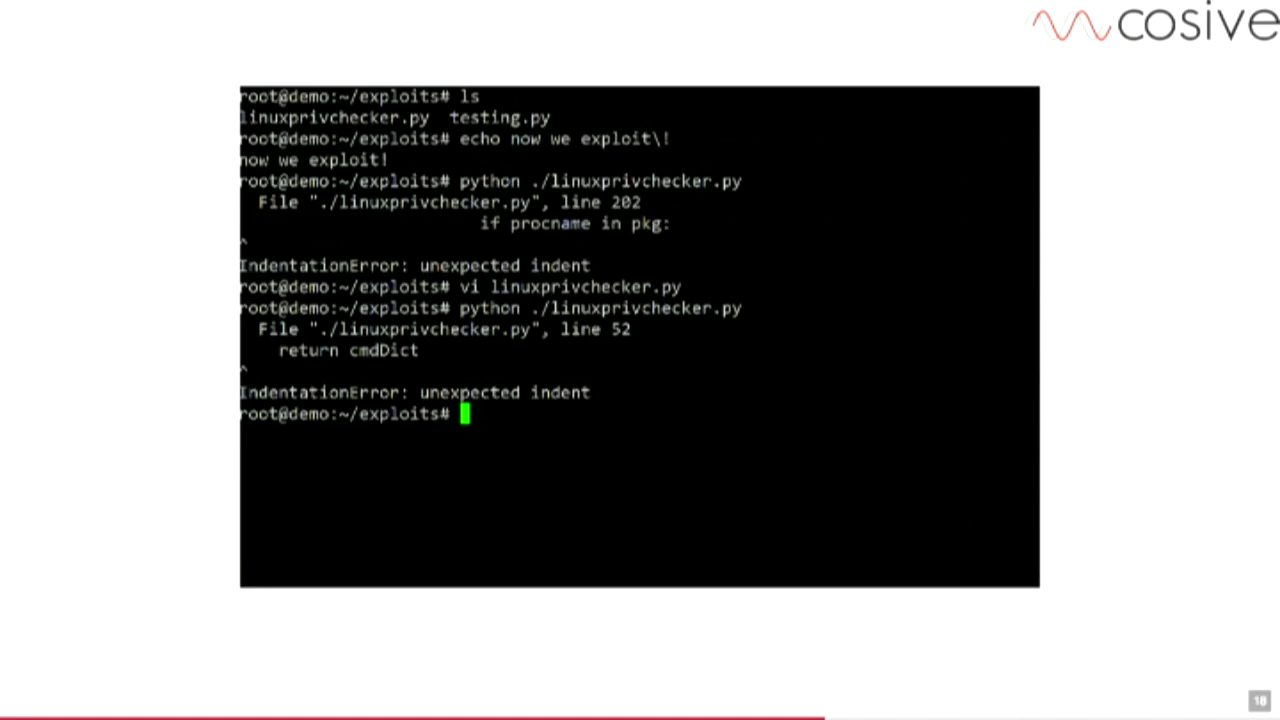 cosive
root@demo:~/exploits# ls
linuxprivchecker.py  testing.py
root@demo:~/exploits# echo now we exploit\!
now we exploit!
root@demo:~/exploits# python ./linuxprivchecker.py
  File "./linuxprivchecker.py", line 202
                        if procname in pkg:
^
IndentationError: unexpected indent
root@demo:~/exploits# vi linuxprivchecker.py
root@demo:~/exploits# python ./linuxprivchecker.py
  File "./linuxprivchecker.py", line 52
    return cmdDict
^
IndentationError: unexpected indent
root@demo:~/exploits#
18